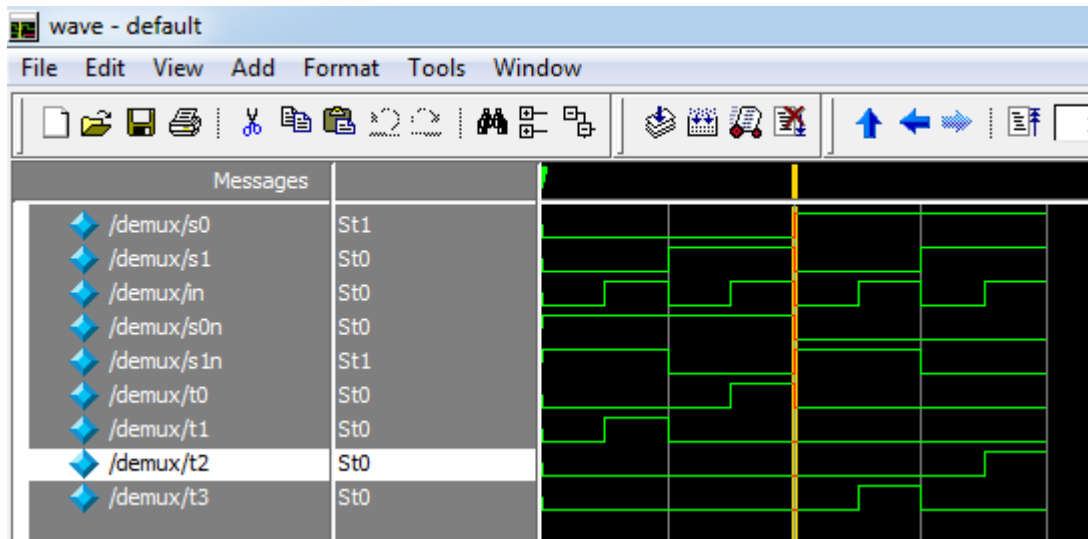 wave - default
File Edit View Add Format Tools Window
Messages
/demux/s0 St1
/demux/s1 St0
/demux/in St0
/demux/s0n St0
/demux/s1n St1
/demux/t0 St0
/demux/t1 St0
/demux/t2 St0
/demux/t3 St0